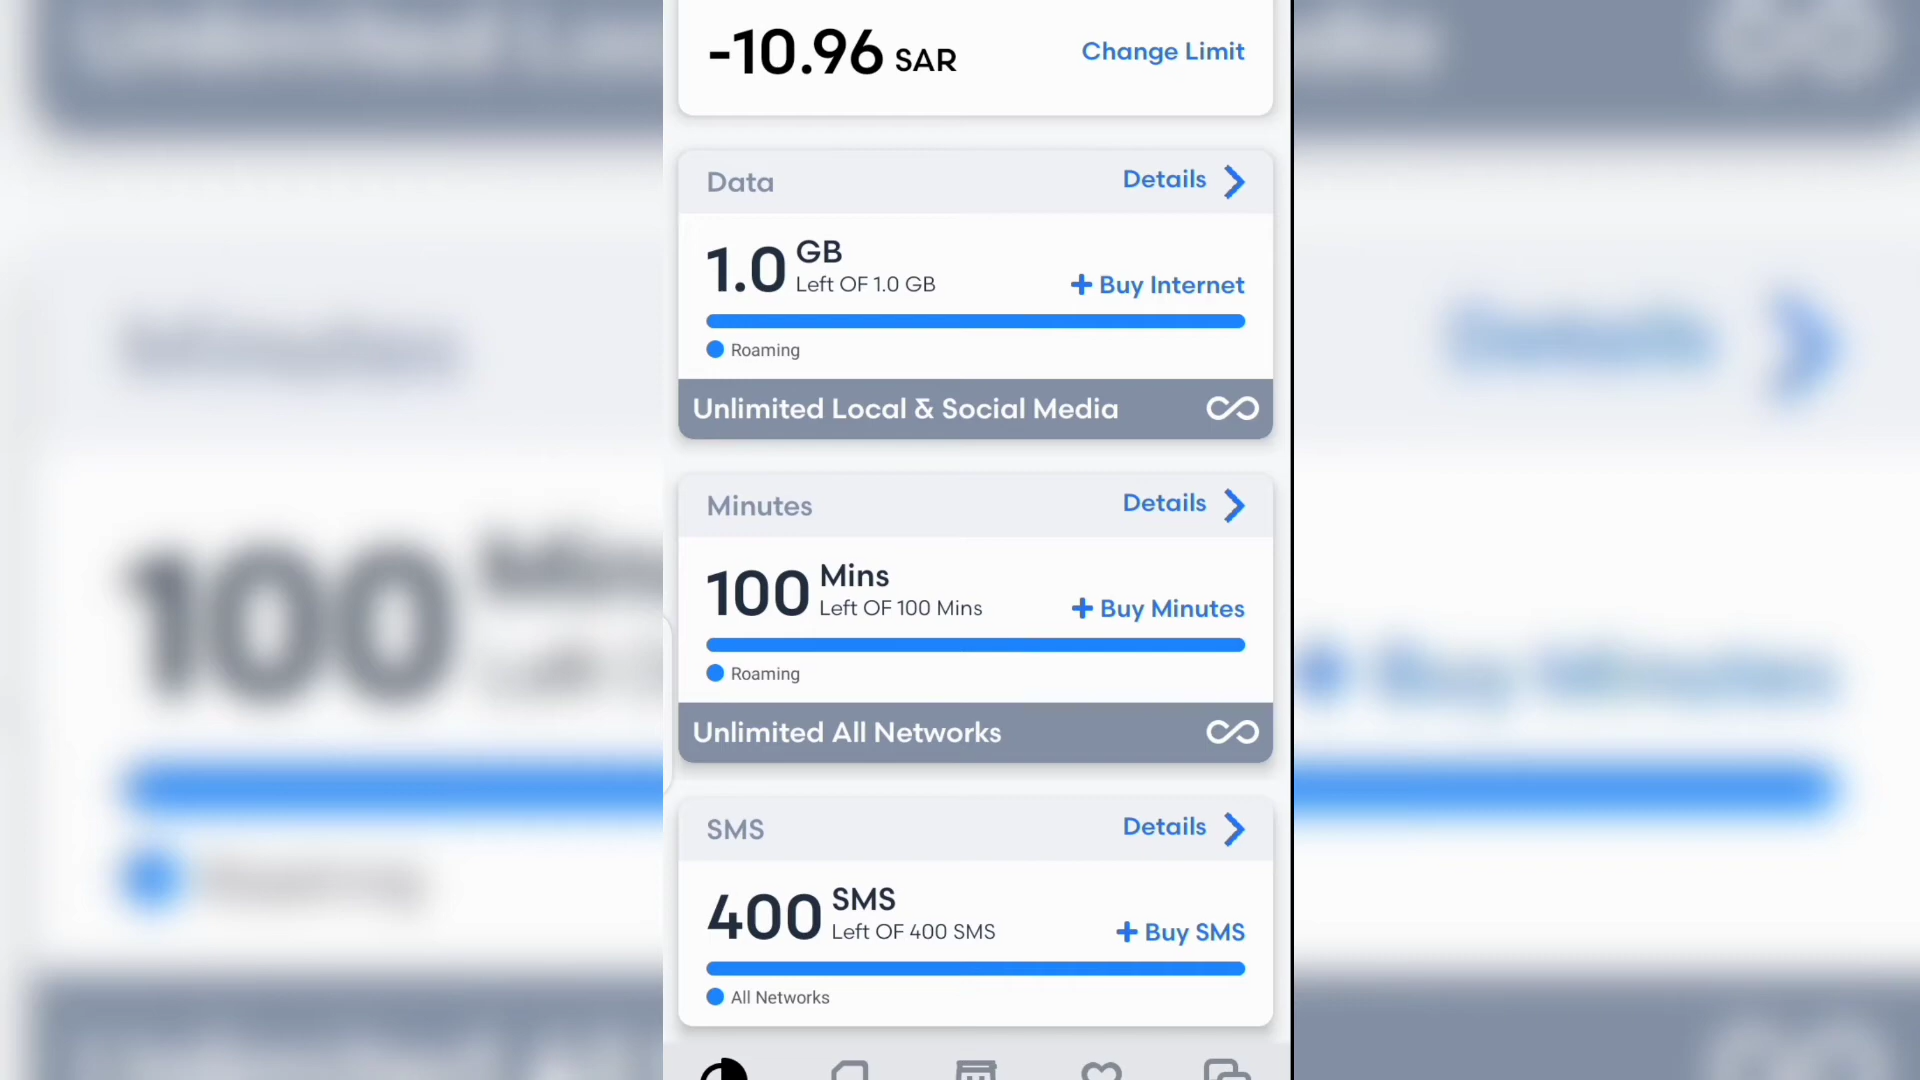 -10.96 SAR
Change Limit
Data
Details
1.0 GB
Left OF 1.0 GB
+ Buy Internet
Roaming
Unlimited Local & Social Media
Minutes
Details
100 Mins
Left OF 100 Mins
+ Buy Minutes
Roaming
Unlimited All Networks
SMS
Details
400 SMS
Left OF 400 SMS
+ Buy SMS
All Networks